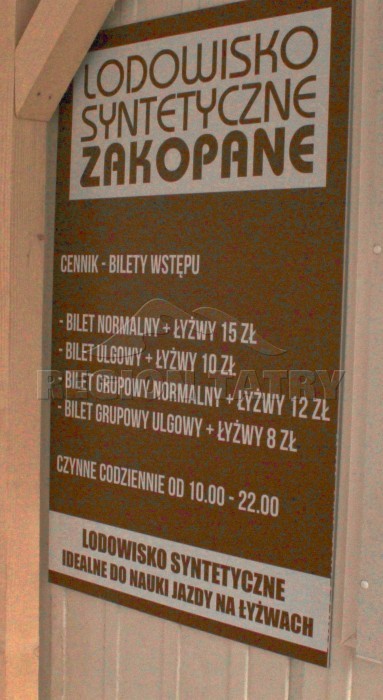 LODOWISKO
SYNTETYCZNE
ZAKOPANE
CENNIK - BILETY WSTĘPU
- BILET NORMALNY + ŁYŻWY 15 ZŁ
- BILET ULGOWY + ŁYŻWY 10 ZŁ
REGION TATRY
- BILET GRUPOWY NORMALNY + ŁYŻWY 12 ZŁ
- BILET GRUPOWY ULGOWY + ŁYŻWY 8 ZŁ
CZYNNE CODZIENNIE OD 10.00 - 22.00
LODOWISKO SYNTETYCZNE
IDEALNE DO NAUKI JAZDY NA ŁYŻWACH